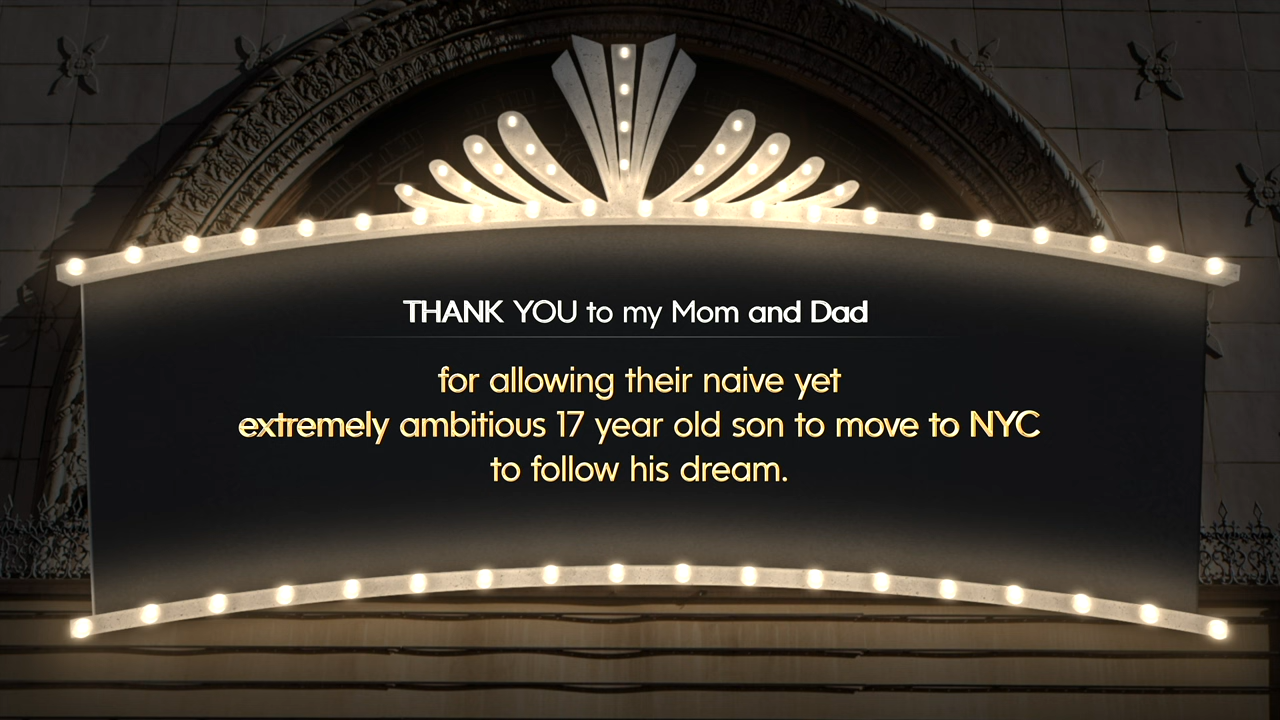 THANK YOU to my Mom and Dad
for allowing their naive yet
extremely ambitious 17 year old son to move to NYC
to follow his dream.